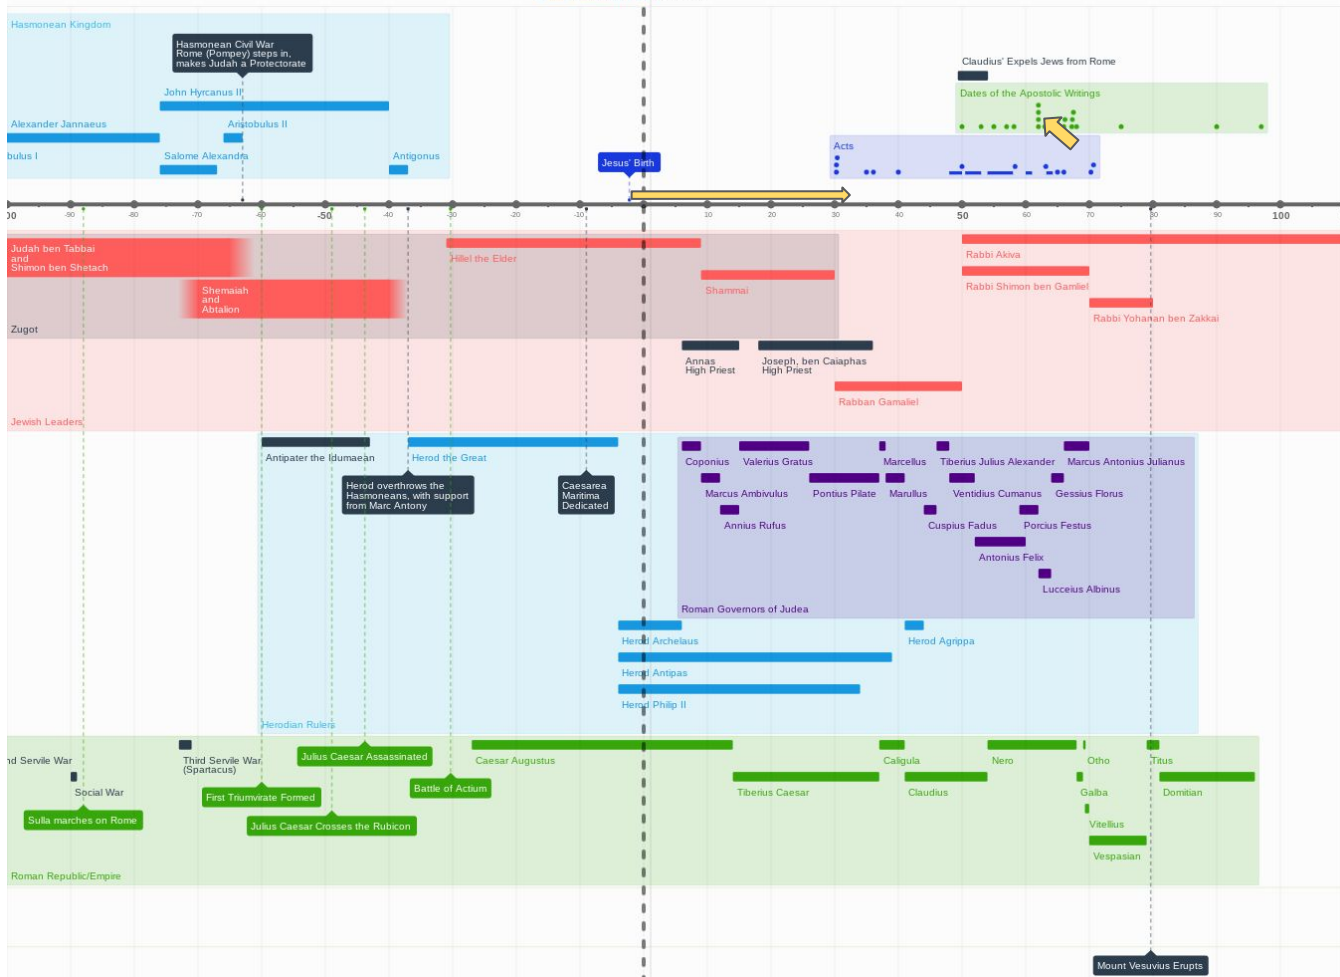 Hasmonean Kingdom
Hasmonean Civil War
Rome (Pompey) steps in,
makes Judah a Protectorate
John Hyrcanus II
Alexander Jannaeus
Aristobulus II
bulus I
Salome Alexandra
Antigonus
Claudius' Expels Jews from Rome
Dates of the Apostolic Writings
Acts
Jesus' Birth
00
-90
-80
-70
-60
-50
-40
-30
-20
-10
0
10
20
30
40
50
60
70
80
90
100
Judah ben Tabbai
and
Shimon ben Shetach
Shemaiah
and
Abtalion
Zugot
Hillel the Elder
Shammai
Rabbi Akiva
Rabbi Shimon ben Gamliel
Rabbi Yohanan ben Zakkai
Annas
High Priest
Joseph, ben Caiaphas
High Priest
Rabban Gamaliel
Jewish Leaders
Antipater the Idumaean
Herod the Great
Herod overthrows the
Hasmoneans, with support
from Marc Antony
Caesarea
Maritima
Dedicated
Coponius
Valerius Gratus
Marcellus
Tiberius Julius Alexander
Marcus Antonius Julianus
Marcus Ambivulus
Pontius Pilate
Marullus
Ventidius Cumanus
Gessius Florus
Annius Rufus
Cuspius Fadus
Porcius Festus
Antonius Felix
Lucceius Albinus
Roman Governors of Judea
Herod Archelaus
Herod Agrippa
Herod Antipas
Herod Philip II
Herodian Rulers
nd Servile War
Third Servile War
(Spartacus)
Social War
Sulla marches on Rome
First Triumvirate Formed
Julius Caesar Assassinated
Julius Caesar Crosses the Rubicon
Battle of Actium
Caesar Augustus
Tiberius Caesar
Caligula
Claudius
Nero
Otho
Titus
Galba
Domitian
Vitellius
Vespasian
Roman Republic/Empire
Mount Vesuvius Erupts